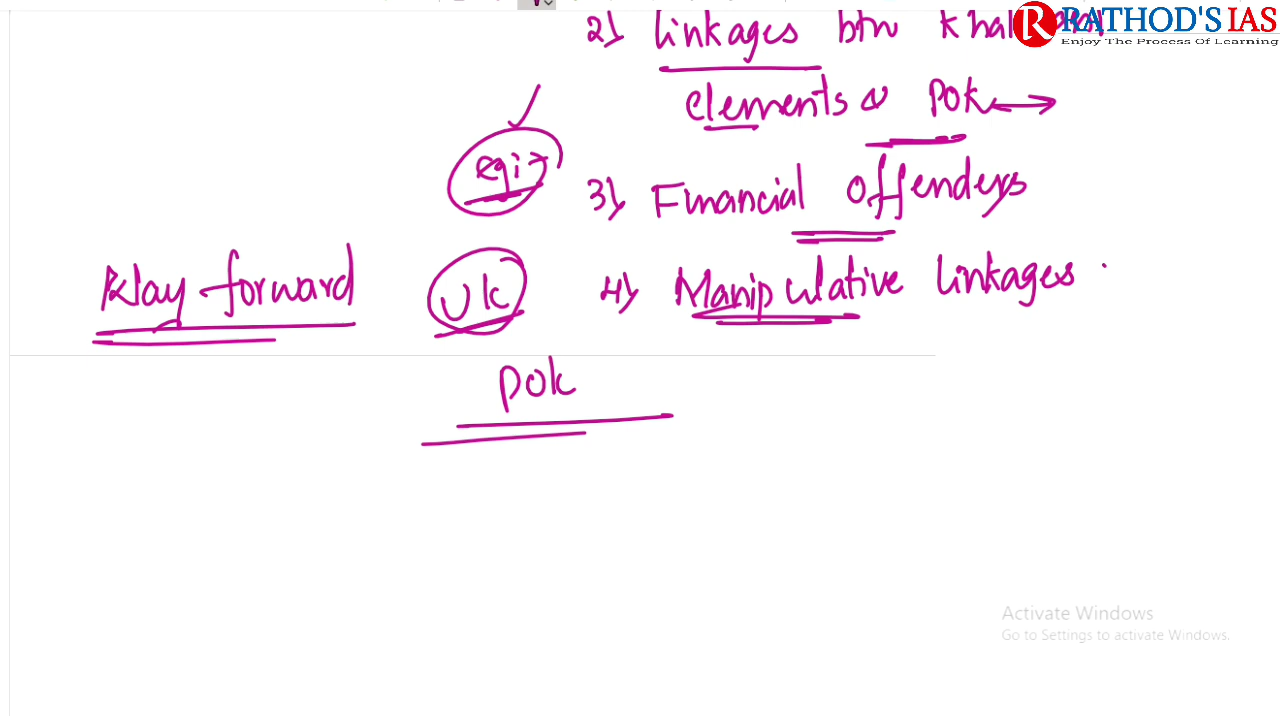 2) linkages btw khal
RATHOD'S IAS
Enjoy The Process Of Learning
elements & POK
3) Financial offenders
Way forward UK 4) Manipulative linkages
POK
Activate Windows
Go to Settings to activate Windows.